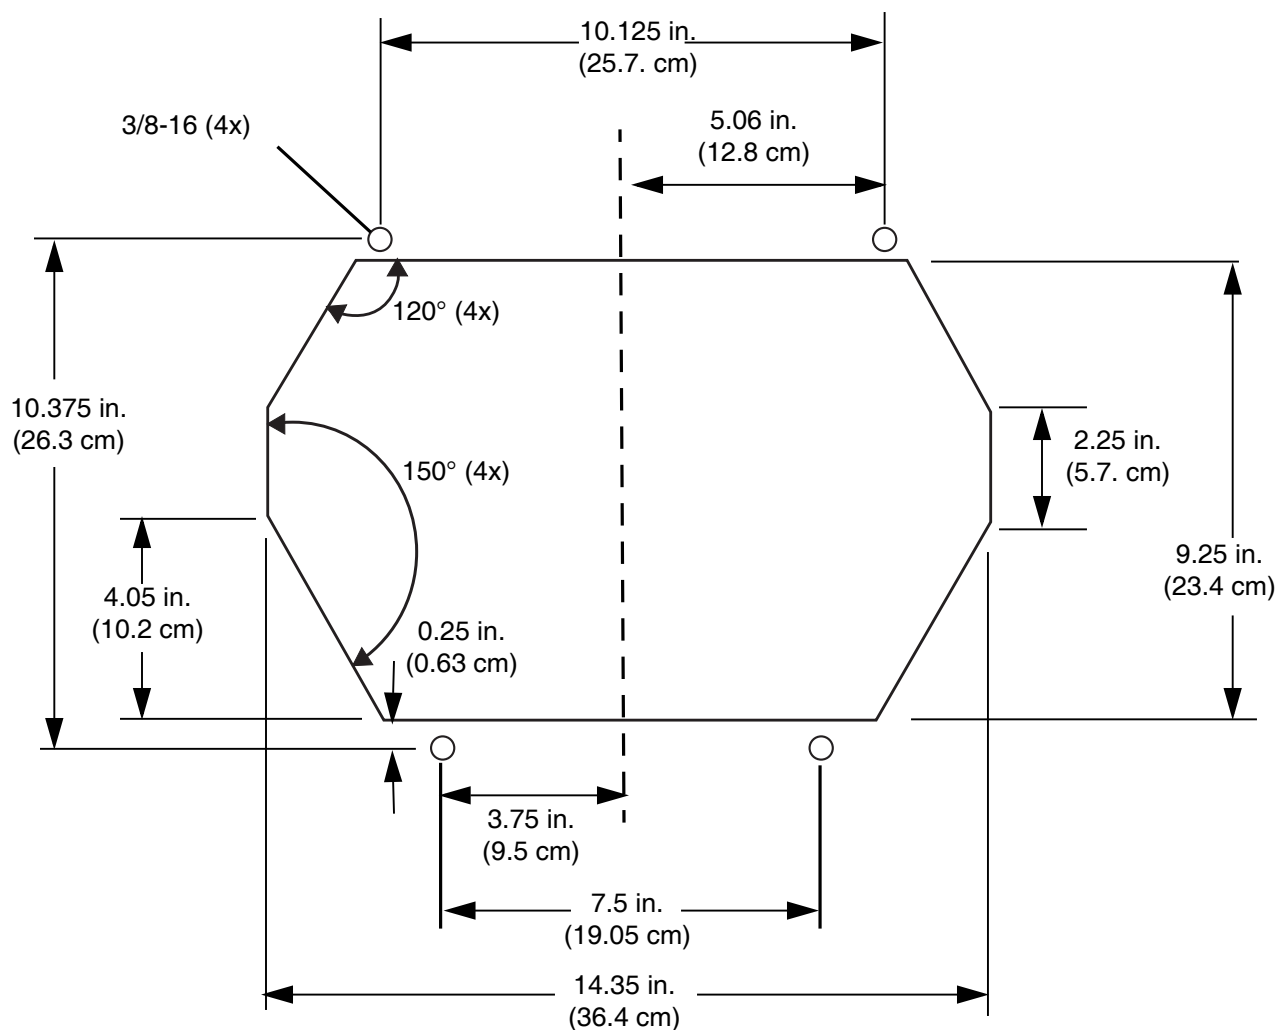 10.125 in.
(25.7. cm)
5.06 in.
(12.8 cm)
3/8-16 (4x)
120° (4x)
10.375 in.
(26.3 cm)
150° (4x)
2.25 in.
(5.7. cm)
9.25 in.
(23.4 cm)
4.05 in.
(10.2 cm)
0.25 in.
(0.63 cm)
3.75 in.
(9.5 cm)
7.5 in.
(19.05 cm)
14.35 in.
(36.4 cm)